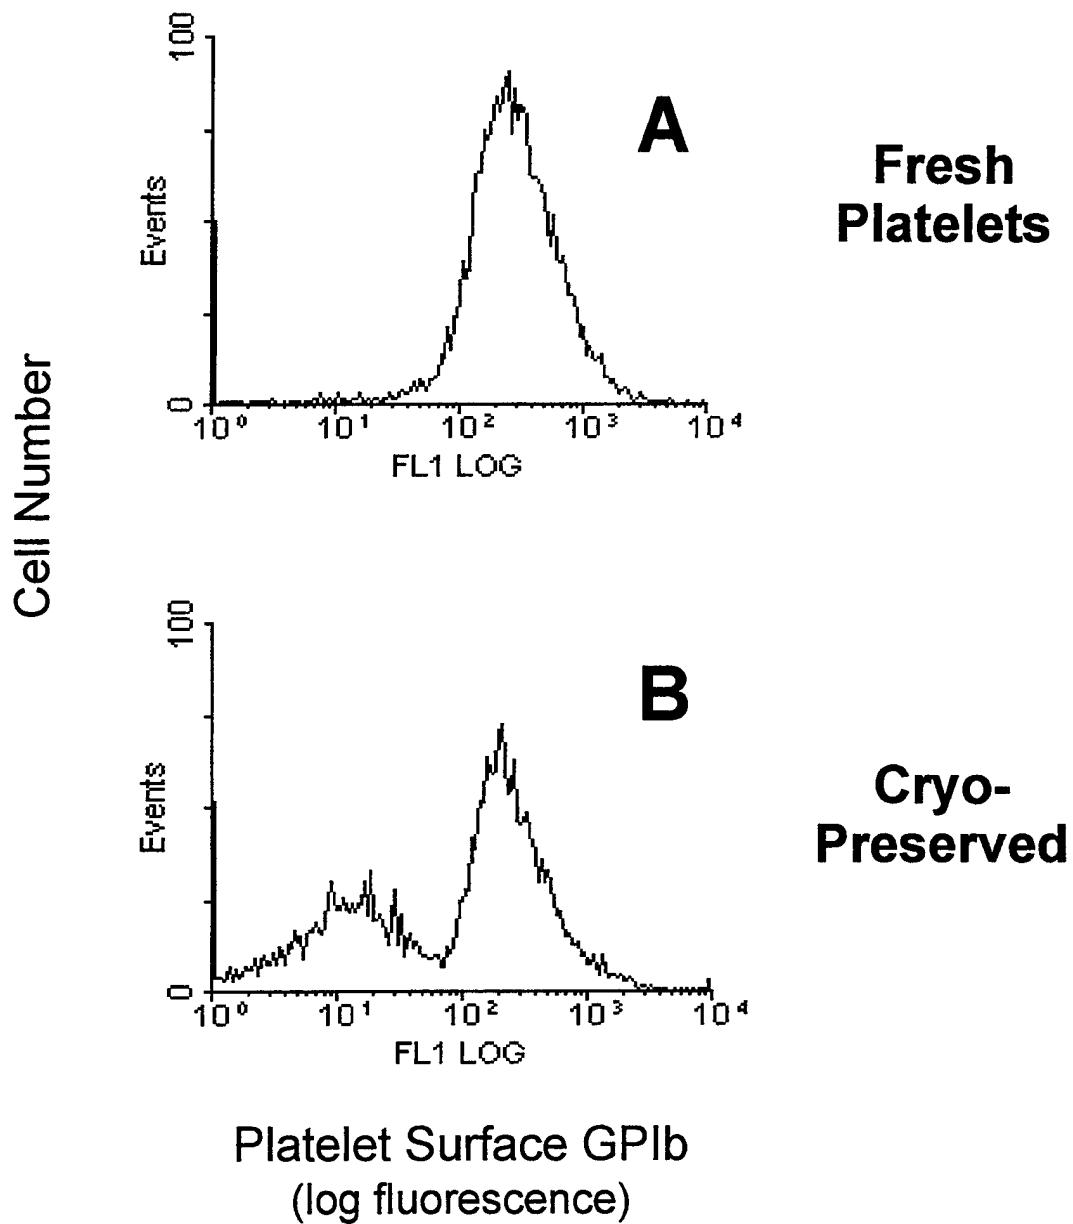 Cell Number
100
Events
0
10⁰ 10¹ 10² 10³ 10⁴
FL1 LOG
A
Fresh
Platelets
100
Events
0
10⁰ 10¹ 10² 10³ 10⁴
FL1 LOG
B
Cryo-
Preserved
Platelet Surface GPIb
(log fluorescence)